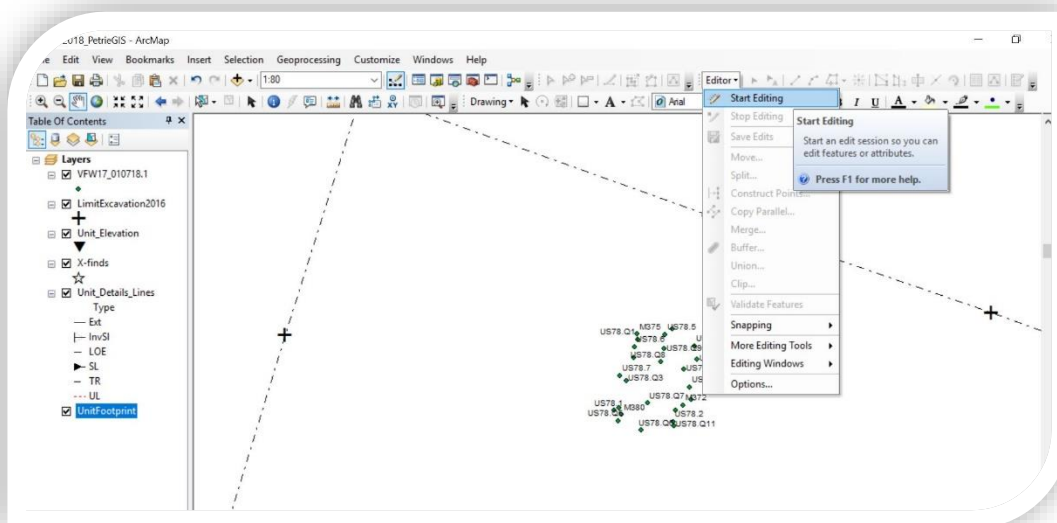 2018_PetrieGIS - ArcMap
Edit View Bookmarks Insert Selection Geoprocessing Customize Windows Help
1:80
Editor
Drawing
A
Arial
B I U A
Table Of Contents
Layers
VFW17_010718.1
LimitExcavation2016
Unit_Elevation
X-finds
Unit_Details_Lines
Type
Ext
InvSl
LOE
SL
TR
UL
UnitFootprint
Start Editing
Stop Editing
Save Edits
Move...
Split...
Construct Points...
Copy Parallel...
Merge...
Buffer...
Union...
Clip...
Validate Features
Snapping
More Editing Tools
Editing Windows
Options...
Start Editing
Start an edit session so you can
edit features or attributes.
Press F1 for more help.
US78.Q1 M375 US78.5
US78.6
US78.Q8
US78.7
US78.Q3
US78.Q7 M372
US78.1 M380
US78.2
US78.Q11